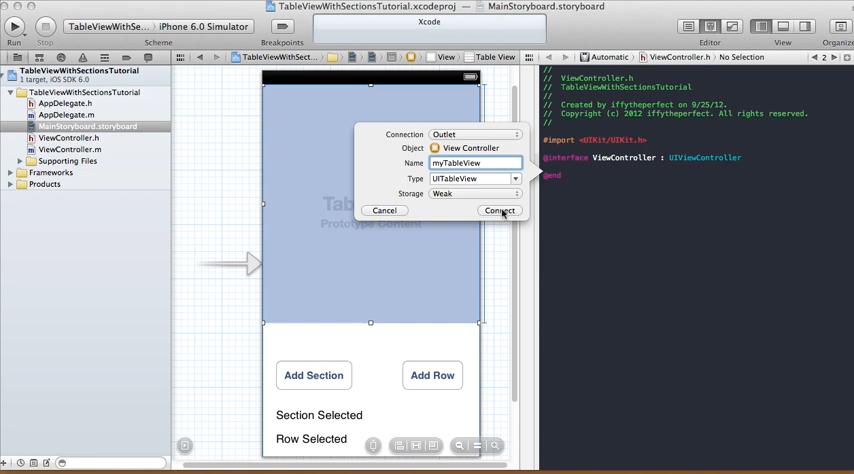 TableViewWithSectionsTutorial.xcodeproj — MainStoryboard.storyboard
Run
Stop
TableViewWithSe... iPhone 6.0 Simulator
Scheme
Breakpoints
Xcode
Editor
View
Organize
TableViewWithSect...
View
Table View
Automatic
ViewController.h
No Selection
2
TableViewWithSectionsTutorial
1 target, iOS SDK 6.0
TableViewWithSectionsTutorial
AppDelegate.h
AppDelegate.m
MainStoryboard.storyboard
ViewController.h
ViewController.m
Supporting Files
Frameworks
Products
Prototype Content
Add Section
Add Row
Section Selected
Row Selected
Connection Outlet
Object View Controller
Name myTableView
Type UITableView
Storage Weak
Cancel
Connect
//
// ViewController.h
// TableViewWithSectionsTutorial
//
// Created by iffytheperfect on 9/25/12.
// Copyright (c) 2012 iffytheperfect. All rights reserved.
//
#import <UIKit/UIKit.h>
@interface ViewController : UIViewController
@end